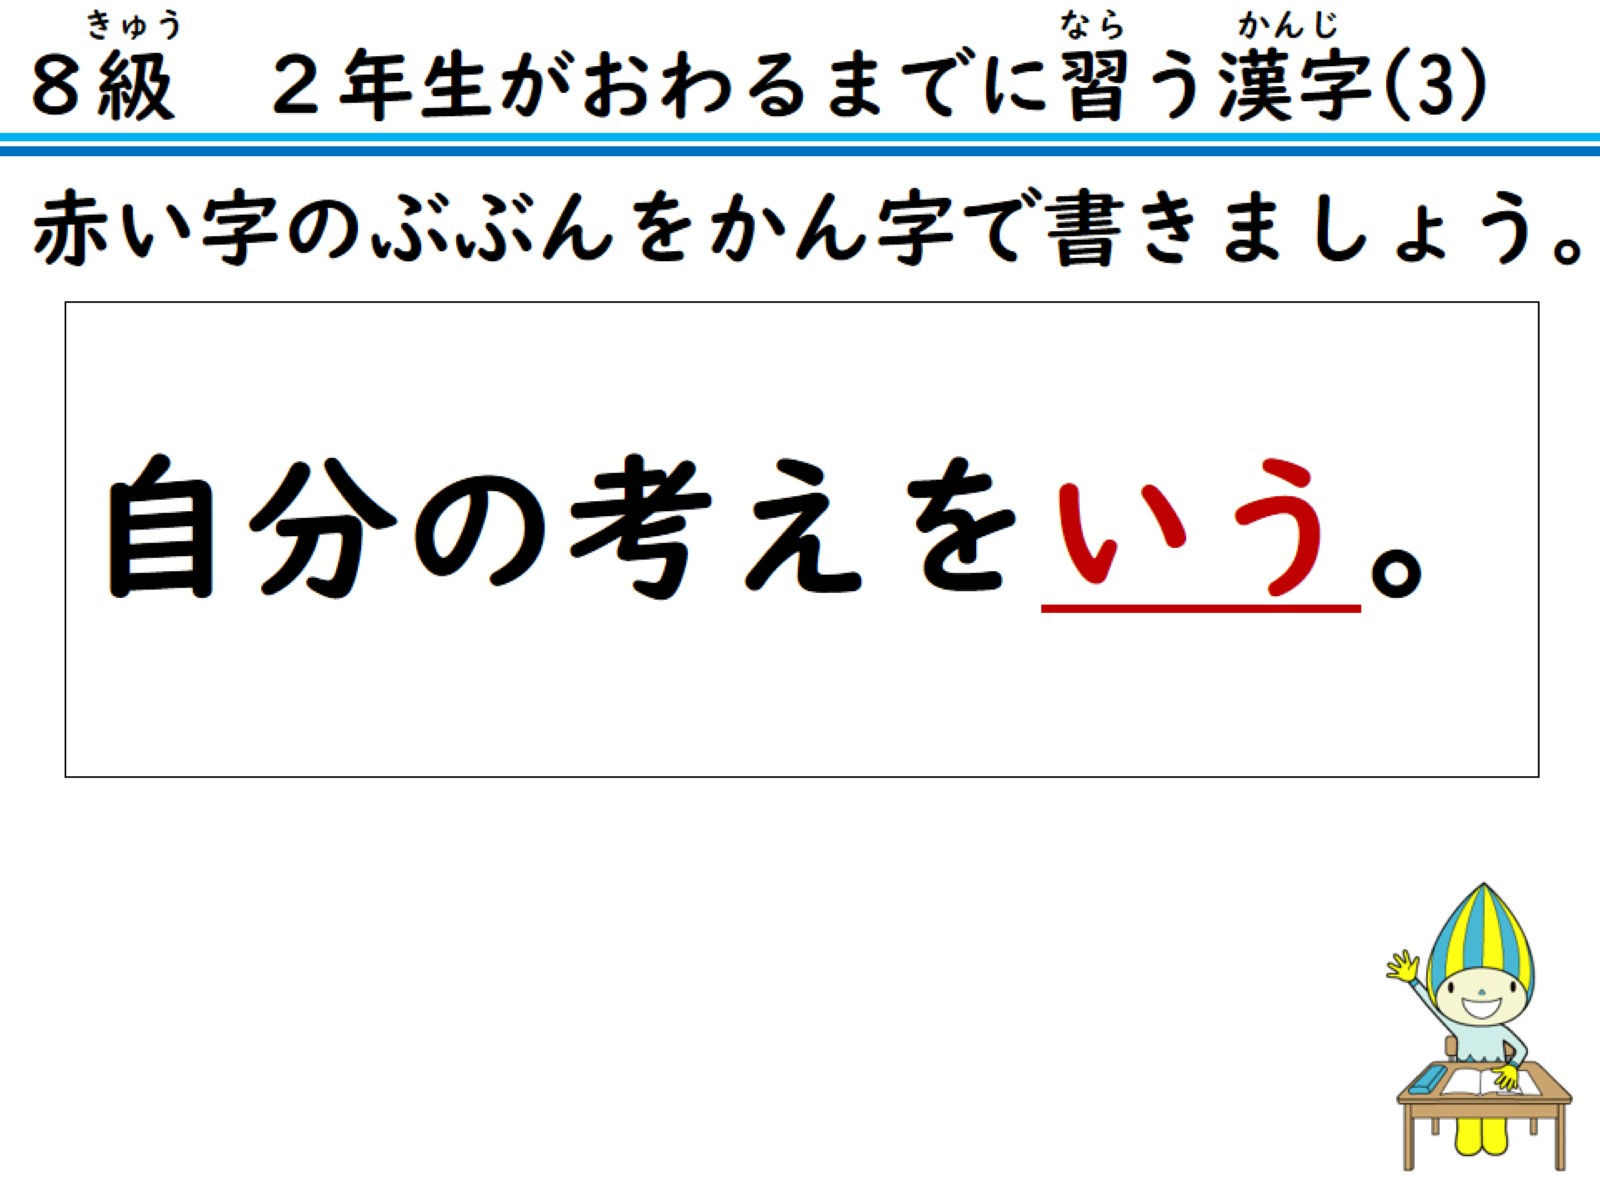 きゅう なら かんじ
８級　２年生がおわるまでに習う漢字(3)
赤い字のぶぶんをかん字で書きましょう。
自分の考えをいう。